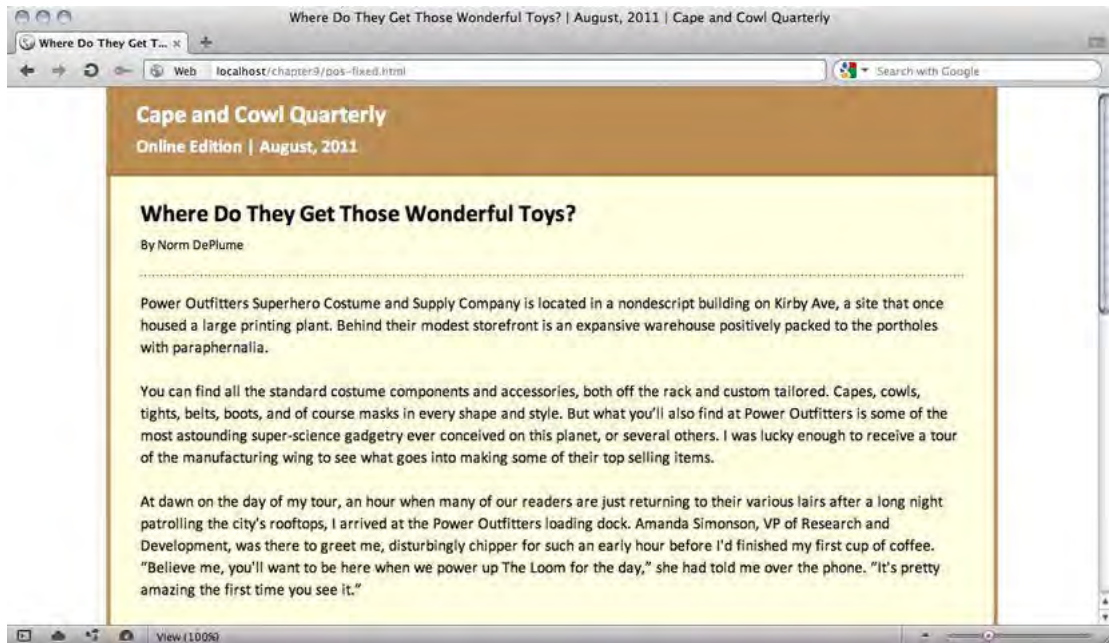 Where Do They Get Those Wonderful Toys? | August, 2011 | Cape and Cowl Quarterly
Where Do They Get T...
Web localhost/chapter9/pos-fixed.html
Search with Google
Cape and Cowl Quarterly
Online Edition | August, 2011
Where Do They Get Those Wonderful Toys?
By Norm DePlume
Power Outfitters Superhero Costume and Supply Company is located in a nondescript building on Kirby Ave, a site that once
housed a large printing plant. Behind their modest storefront is an expansive warehouse positively packed to the portholes
with paraphernalia.
You can find all the standard costume components and accessories, both off the rack and custom tailored. Capes, cowls,
tights, belts, boots, and of course masks in every shape and style. But what you'll also find at Power Outfitters is some of the
most astounding super-science gadgetry ever conceived on this planet, or several others. I was lucky enough to receive a tour
of the manufacturing wing to see what goes into making some of their top selling items.
At dawn on the day of my tour, an hour when many of our readers are just returning to their various lairs after a long night
patrolling the city's rooftops, I arrived at the Power Outfitters loading dock. Amanda Simonson, VP of Research and
Development, was there to greet me, disturbingly chipper for such an early hour before I'd finished my first cup of coffee.
“Believe me, you'll want to be here when we power up The Loom for the day,” she had told me over the phone. “It's pretty
amazing the first time you see it.”
View (100%)